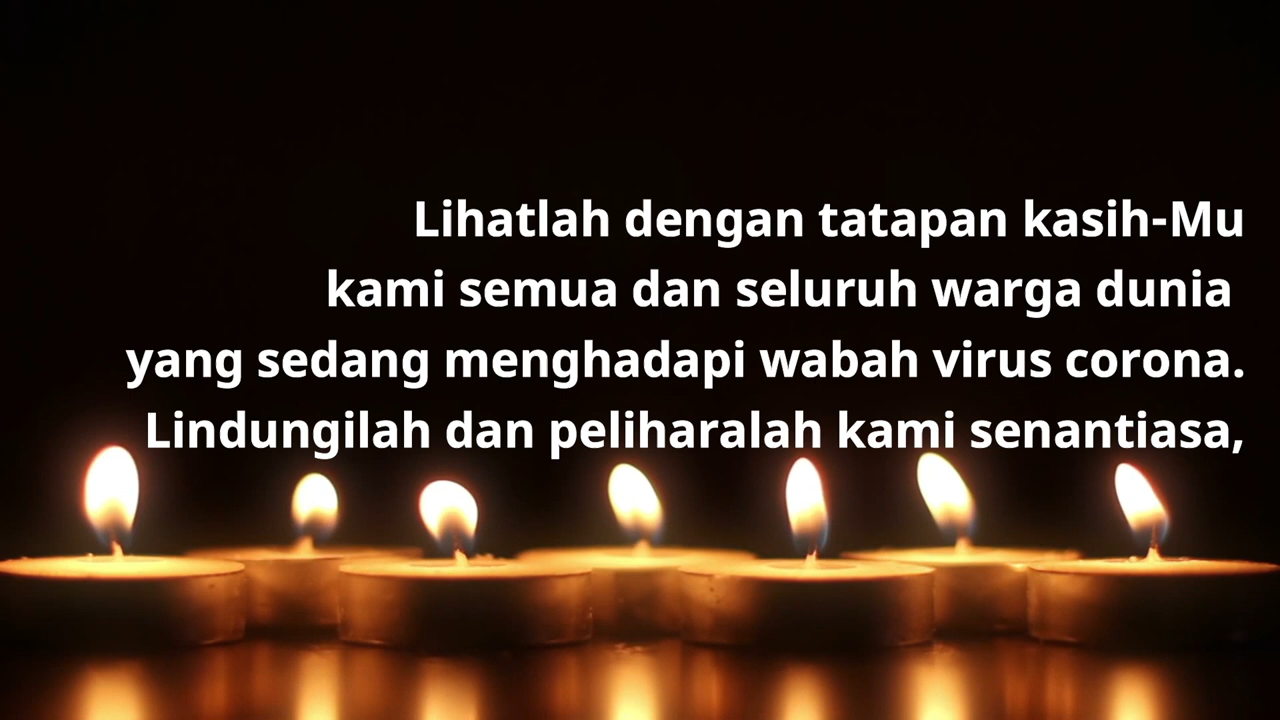 Lihatlah dengan tatapan kasih-Mu
kami semua dan seluruh warga dunia
yang sedang menghadapi wabah virus corona.
Lindungilah dan peliharalah kami senantiasa,